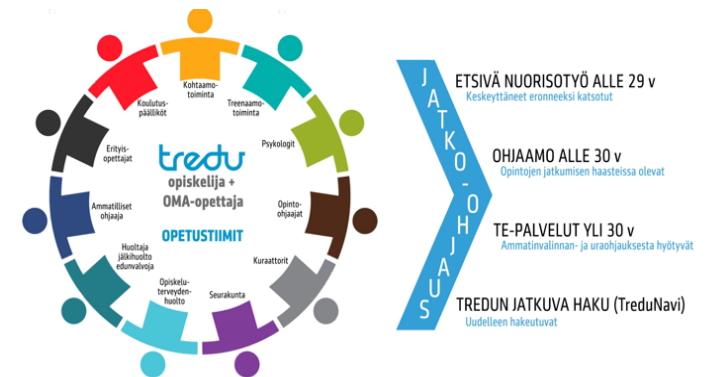 Kohtaamo-
toiminta
Treenaamo-
toiminta
Psykologit
Opinto-
ohjaajat
Kuraattorit
Seurakunta
Opiskelu-
terveyden-
huolto
Huoltaja
jälkihuolto
edunvalvoja
Ammatilliset
ohjaaja
Erityis-
opettajat
Koulutus-
päälliköt
tredu
opiskelija +
OMA-opettaja
OPETUSTIIMIT
JATKO-OHJAUS
ETSIVÄ NUORISOTYÖ ALLE 29 v
Keskeyttäneet eronneeksi katsotut
OHJAAMO ALLE 30 v
Opintojen jatkumisen haasteissa olevat
TE-PALVELUT YLI 30 v
Ammatinvalinnan- ja uraohjauksesta hyötyvät
TREDUN JATKUVA HAKU (TreduNavi)
Uudelleen hakeutuvat